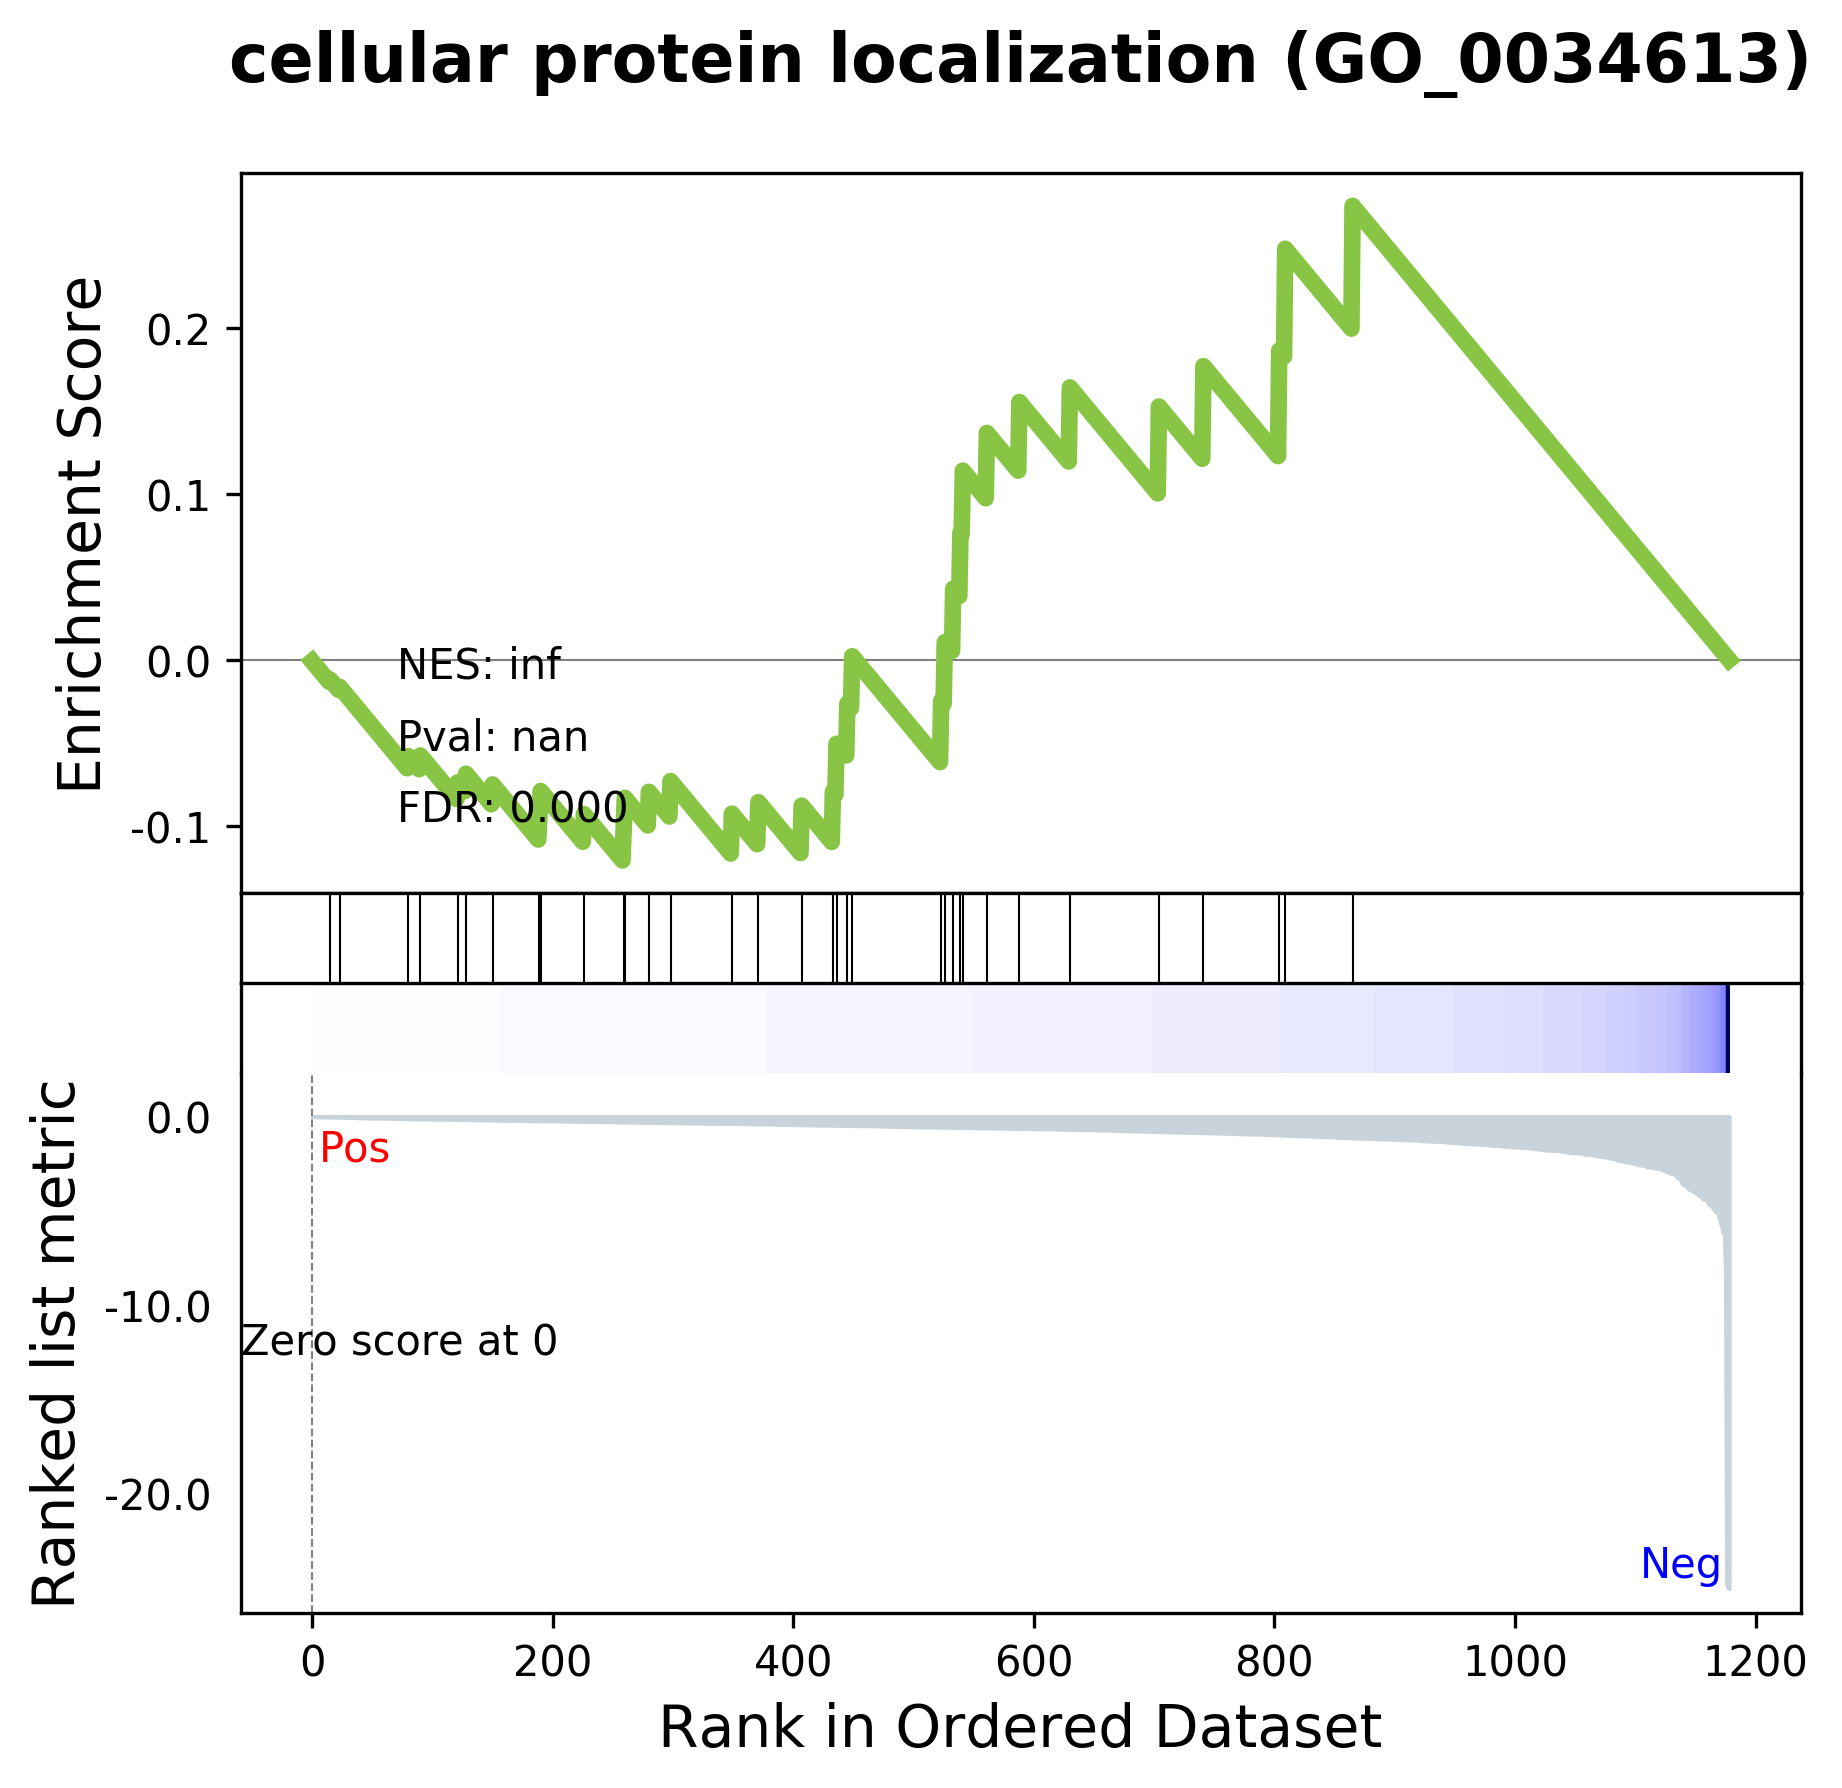 cellular protein localization (GO_0034613)
Enrichment Score
0.2
0.1
0.0
-0.1
NES: inf
Pval: nan
FDR: 0.000
Ranked list metric
0.0
-10.0
-20.0
Pos
Zero score at 0
Neg
0 200 400 600 800 1000 1200
Rank in Ordered Dataset